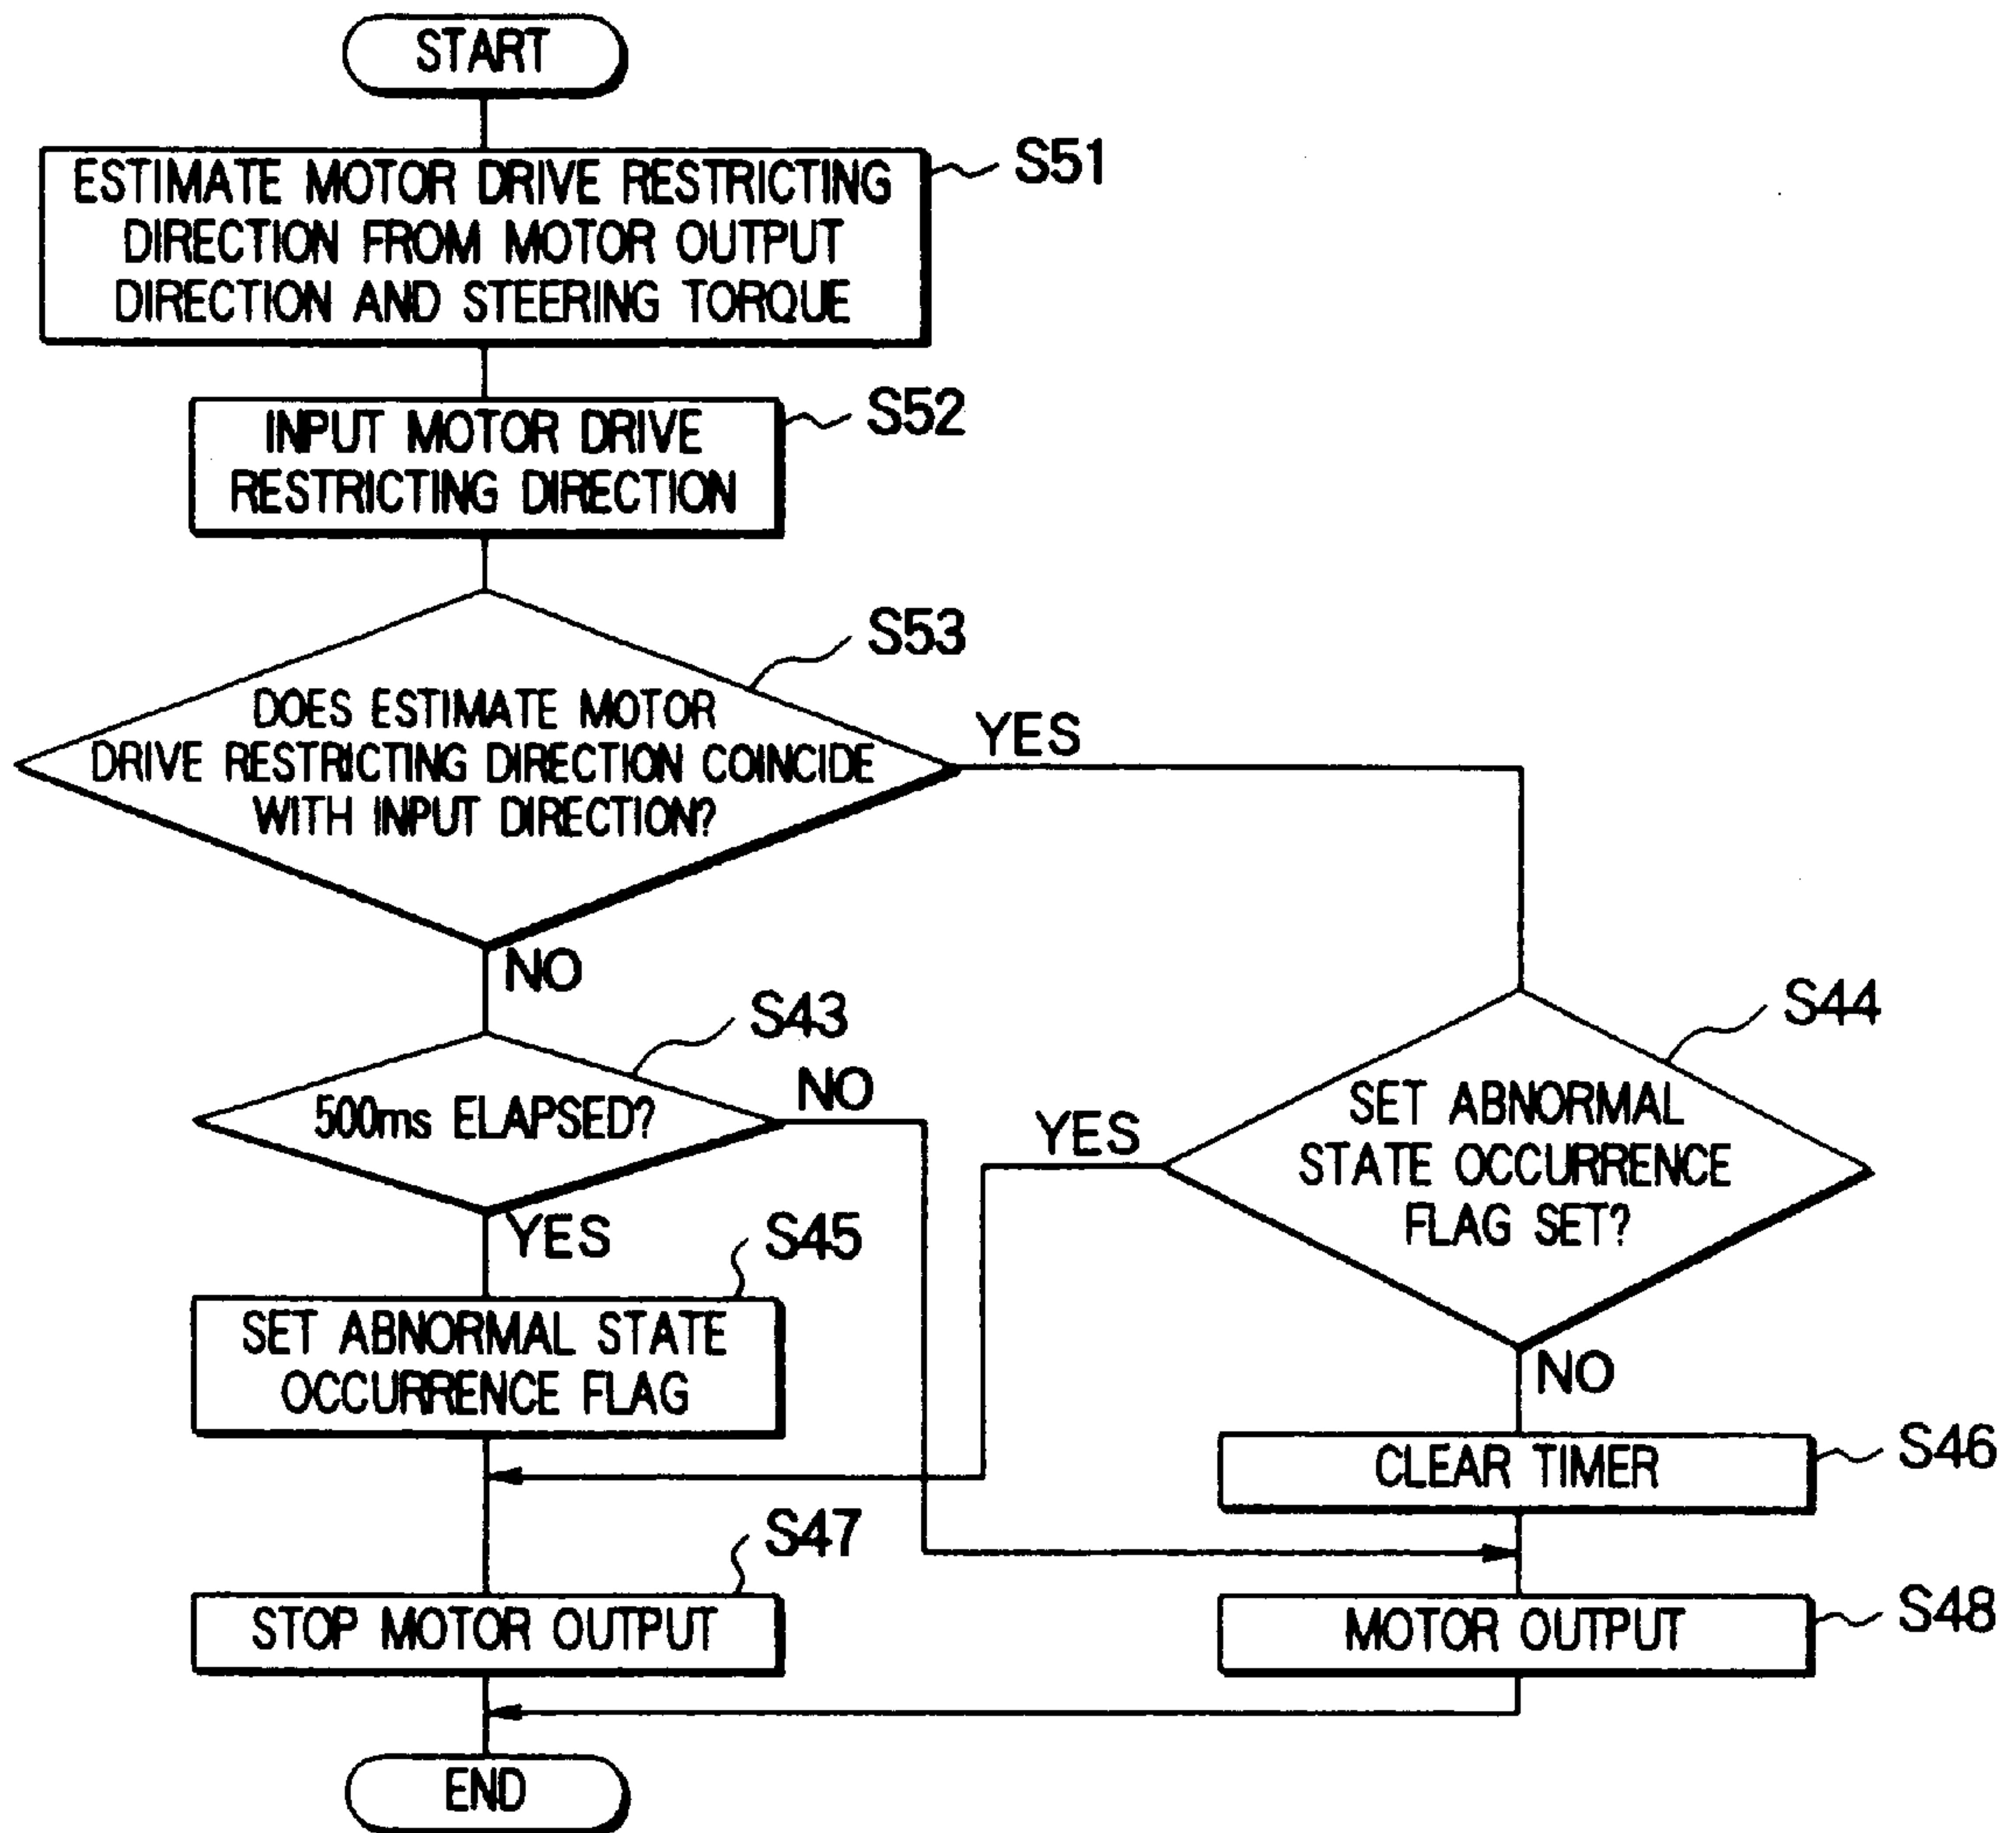 START
ESTIMATE MOTOR DRIVE RESTRICTING
DIRECTION FROM MOTOR OUTPUT
DIRECTION AND STEERING TORQUE
S51
INPUT MOTOR DRIVE
RESTRICTING DIRECTION
S52
DOES ESTIMATE MOTOR
DRIVE RESTRICTING DIRECTION COINCIDE
WITH INPUT DIRECTION?
S53
YES
NO
500ms ELAPSED?
S43
NO
YES
SET ABNORMAL
STATE OCCURRENCE
FLAG SET?
S44
YES
NO
SET ABNORMAL STATE
OCCURRENCE FLAG
S45
CLEAR TIMER
S46
STOP MOTOR OUTPUT
S47
MOTOR OUTPUT
S48
END